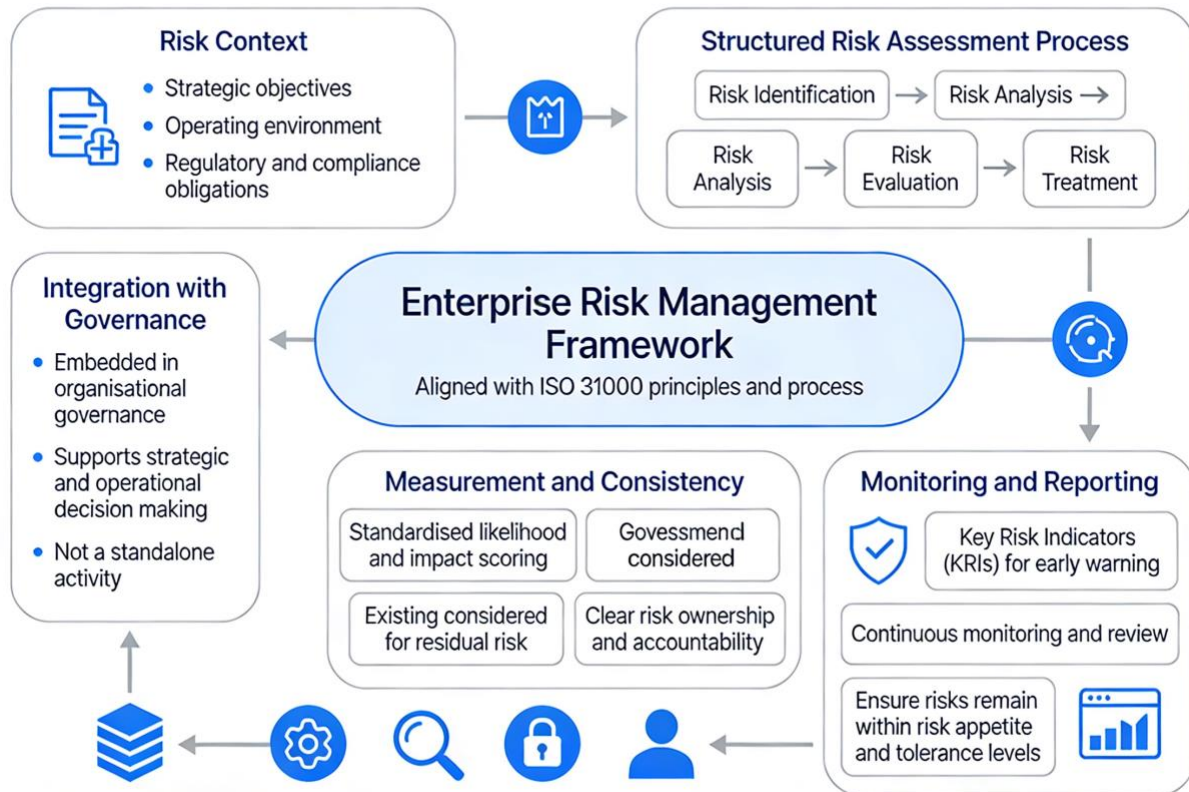 Risk Context
• Strategic objectives
• Operating environment
• Regulatory and compliance
obligations
Structured Risk Assessment Process
Risk Identification → Risk Analysis →
Risk
Analysis
→
Risk
Evaluation
→
Risk
Treatment
Integration with
Governance
• Embedded in
organisational
governance
• Supports strategic
and operational
decision making
• Not a standalone
activity
Enterprise Risk Management
Framework
Aligned with ISO 31000 principles and process
Measurement and Consistency
Standardised likelihood
and impact scoring
considered
Existing considered
for residual risk
Clear risk ownership
and accountability
Monitoring and Reporting
Key Risk Indicators
(KRIs) for early warning
Continuous monitoring and review
Ensure risks remain
within risk appetite
and tolerance levels